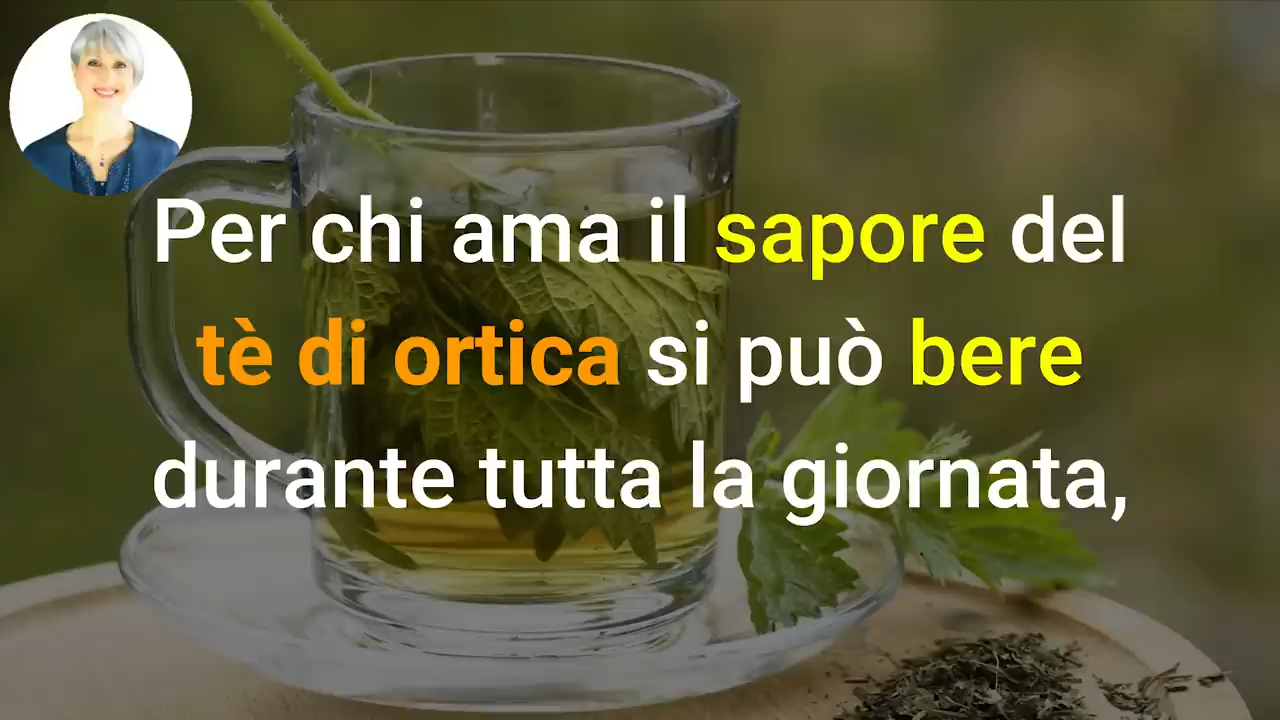 Per chi ama il sapore del
tè di ortica si può bere
durante tutta la giornata,